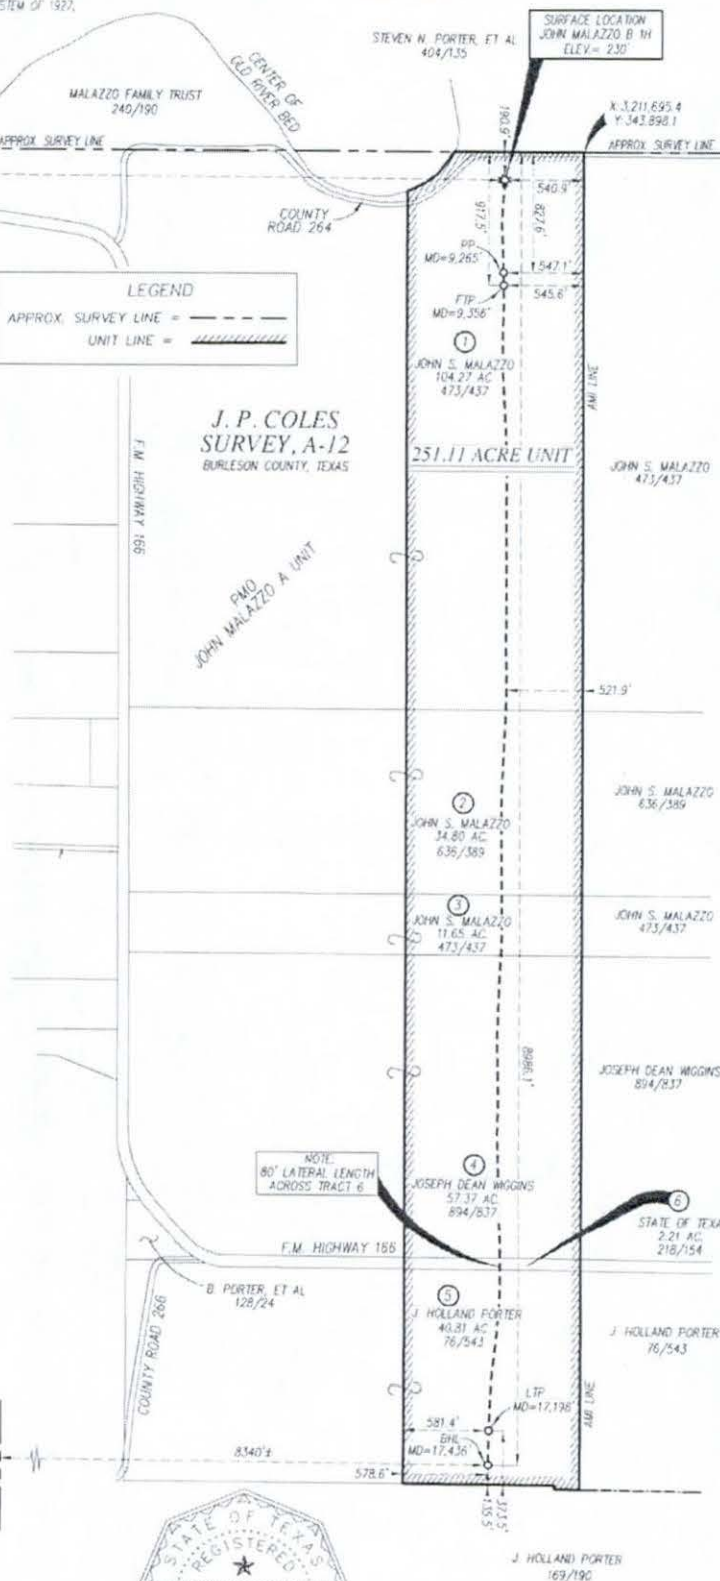 STEM OF 1927,
SURFACE LOCATION
JOHN MALAZZO B 1H
ELEV.= 230'
STEVEN N. PORTER, ET AL
404/135
CENTER OF
OLD RIVER BED
MALAZZO FAMILY TRUST
240/190
X: 3,211,695.4
Y: 343,898.1
190.9'
APPROX. SURVEY LINE
APPROX. SURVEY LINE
540.9'
COUNTY
ROAD 264
917.5'
827.6'
PP
MD=9,265'
547.1'
545.6'
FTP
MD=9,356'
LEGEND
APPROX. SURVEY LINE =
UNIT LINE =
1
JOHN S. MALAZZO
104.27 AC.
473/437
AMI LINE
J. P. COLES
SURVEY, A-12
BURLESON COUNTY, TEXAS
251.11 ACRE UNIT
JOHN S. MALAZZO
473/437
F.M. HIGHWAY 166
PMO
JOHN MALAZZO A UNIT
521.9'
2
JOHN S. MALAZZO
34.80 AC.
636/389
JOHN S. MALAZZO
636/389
3
JOHN S. MALAZZO
11.65 AC.
473/437
JOHN S. MALAZZO
473/437
8986.1'
JOSEPH DEAN WIGGINS
894/837
NOTE:
80' LATERAL LENGTH
ACROSS TRACT 6
4
JOSEPH DEAN WIGGINS
57.37 AC.
894/837
6
STATE OF TEXA
2.21 AC.
218/154
F.M. HIGHWAY 166
B. PORTER, ET AL
128/24
5
J. HOLLAND PORTER
40.81 AC.
76/543
J. HOLLAND PORTER
76/543
COUNTY ROAD 266
LTP
MD=17,198'
AMI LINE
581.4'
BHL
MD=17,436'
8340'±
578.6'
135.5'
373.5'
STATE OF TEXAS
REGISTERED
J. HOLLAND PORTER
169/190